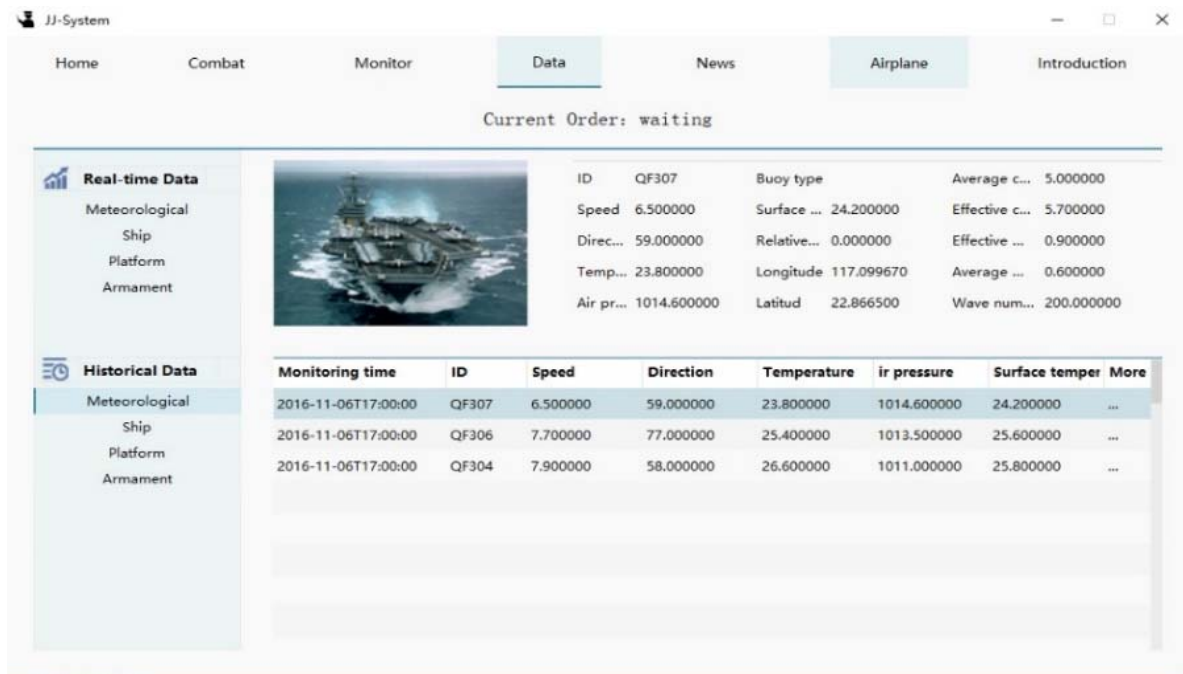 JJ-System
Home Combat Monitor Data News Airplane Introduction
Current Order: waiting
Real-time Data
Meteorological
Ship
Platform
Armament
ID QF307 Buoy type Average c... 5.000000
Speed 6.500000 Surface ... 24.200000 Effective c... 5.700000
Direc... 59.000000 Relative... 0.000000 Effective ... 0.900000
Temp... 23.800000 Longitude 117.099670 Average ... 0.600000
Air pr... 1014.600000 Latitud 22.866500 Wave num... 200.000000
Historical Data
Meteorological
Ship
Platform
Armament
Monitoring time ID Speed Direction Temperature ir pressure Surface temper More
2016-11-06T17:00:00 QF307 6.500000 59.000000 23.800000 1014.600000 24.200000 ...
2016-11-06T17:00:00 QF306 7.700000 77.000000 25.400000 1013.500000 25.600000 ...
2016-11-06T17:00:00 QF304 7.900000 58.000000 26.600000 1011.000000 25.800000 ...